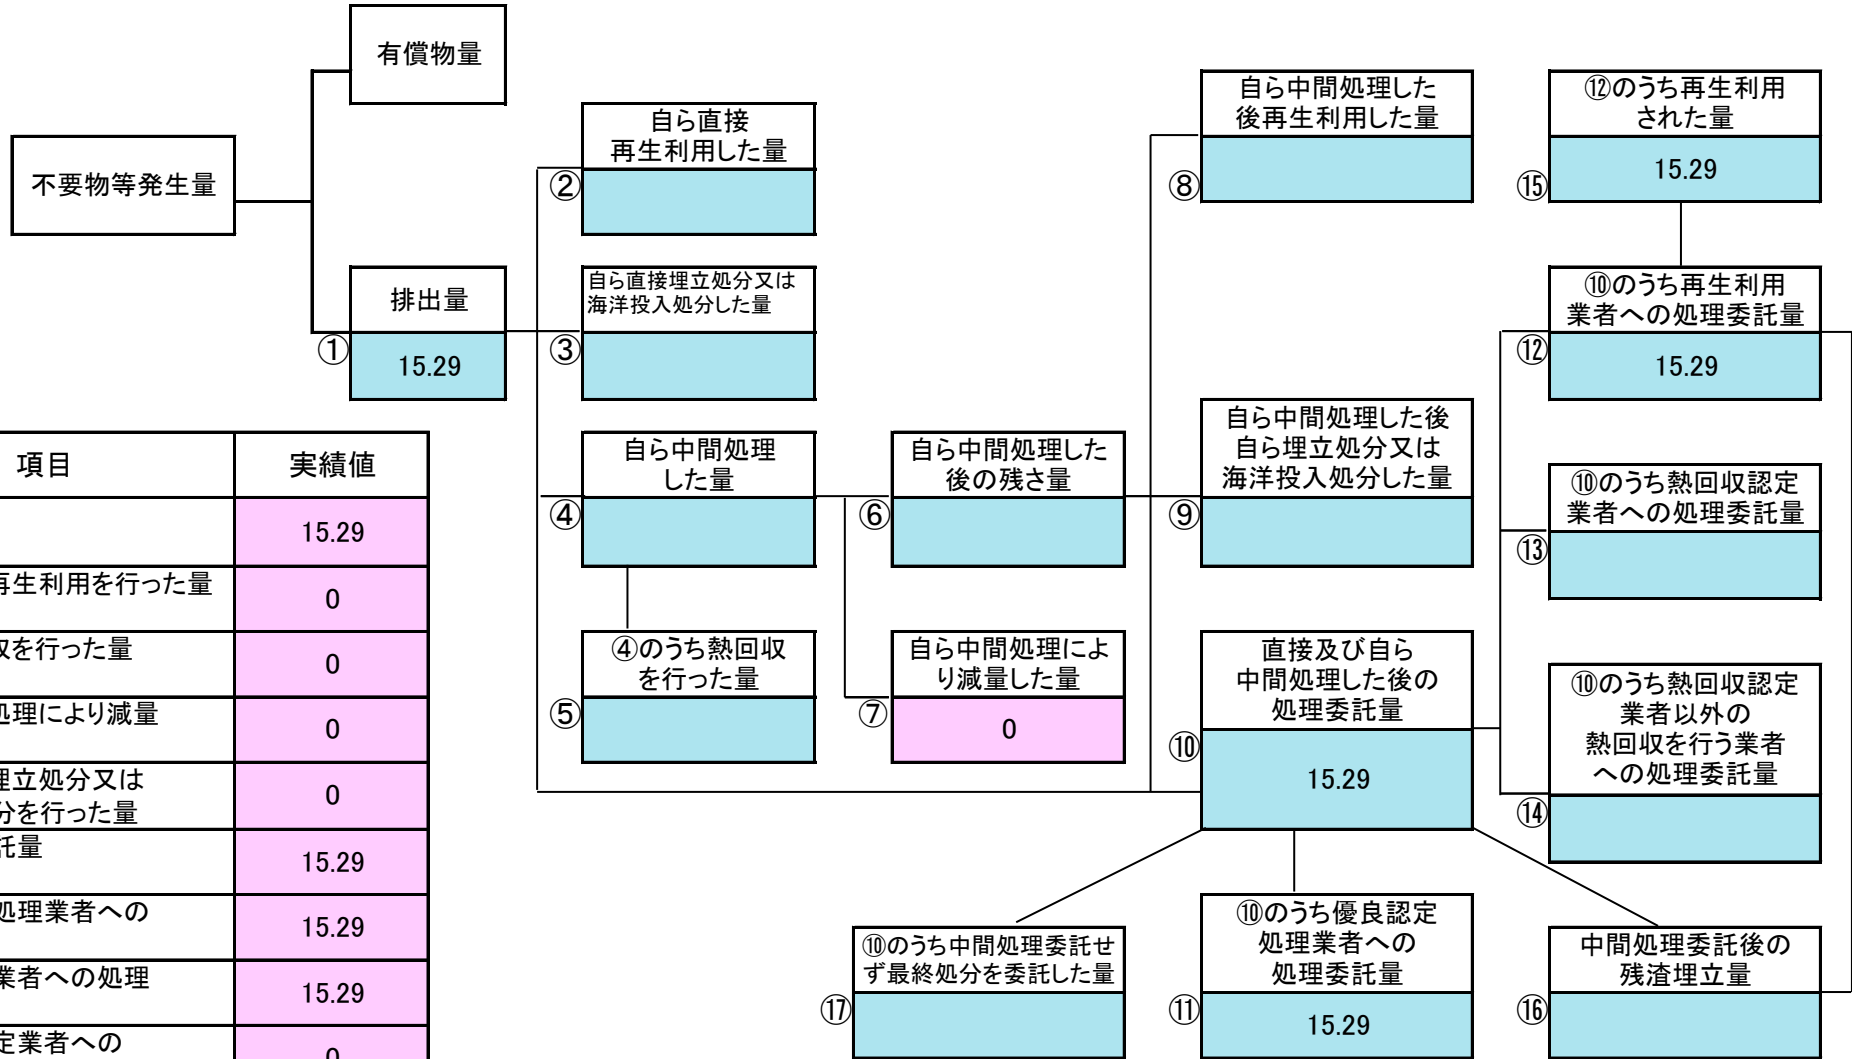 有償物量
不要物等発生量
排出量
①
15.29
自ら直接
再生利用した量
②
自ら直接埋立処分又は
海洋投入処分した量
③
自ら中間処理
した量
④
④のうち熱回収
を行った量
⑤
自ら中間処理した
後の残さ量
⑥
自ら中間処理によ
り減量した量
⑦
0
自ら中間処理した
後再生利用した量
⑧
自ら中間処理した後
自ら埋立処分又は
海洋投入処分した量
⑨
直接及び自ら
中間処理した後の
処理委託量
⑩
15.29
⑫のうち再生利用
された量
⑮
15.29
⑩のうち再生利用
業者への処理委託量
⑫
15.29
⑩のうち熱回収認定
業者への処理委託量
⑬
⑩のうち熱回収認定
業者以外の
熱回収を行う業者
への処理委託量
⑭
⑩のうち中間処理委託せ
ず最終処分を委託した量
⑰
⑩のうち優良認定
処理業者への
処理委託量
⑪
15.29
中間処理委託後の
残渣埋立量
⑯
項目 実績値
15.29
再生利用を行った量 0
を行った量 0
処理により減量 0
埋立処分又は
を行った量 0
託量 15.29
処理業者への 15.29
業者への処理 15.29
定業者への 0